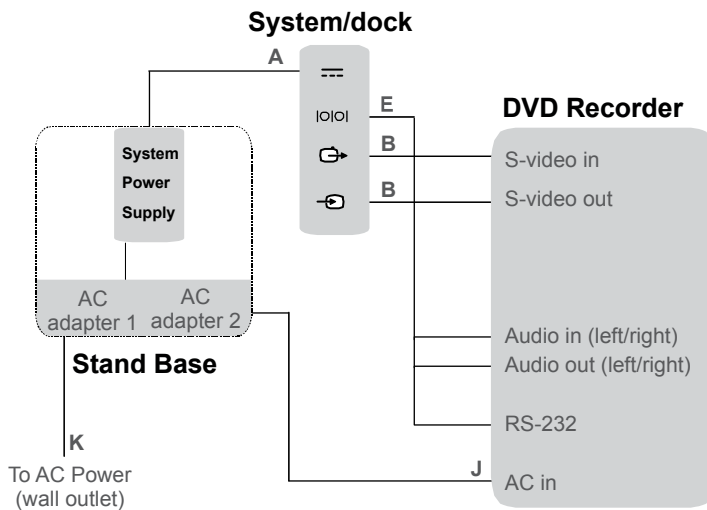 System/dock
A
|O|O|
E
B
B
DVD Recorder
S-video in
S-video out
Audio in (left/right)
Audio out (left/right)
RS-232
J
AC in
System
Power
Supply
AC
adapter 1
AC
adapter 2
Stand Base
K
To AC Power
(wall outlet)